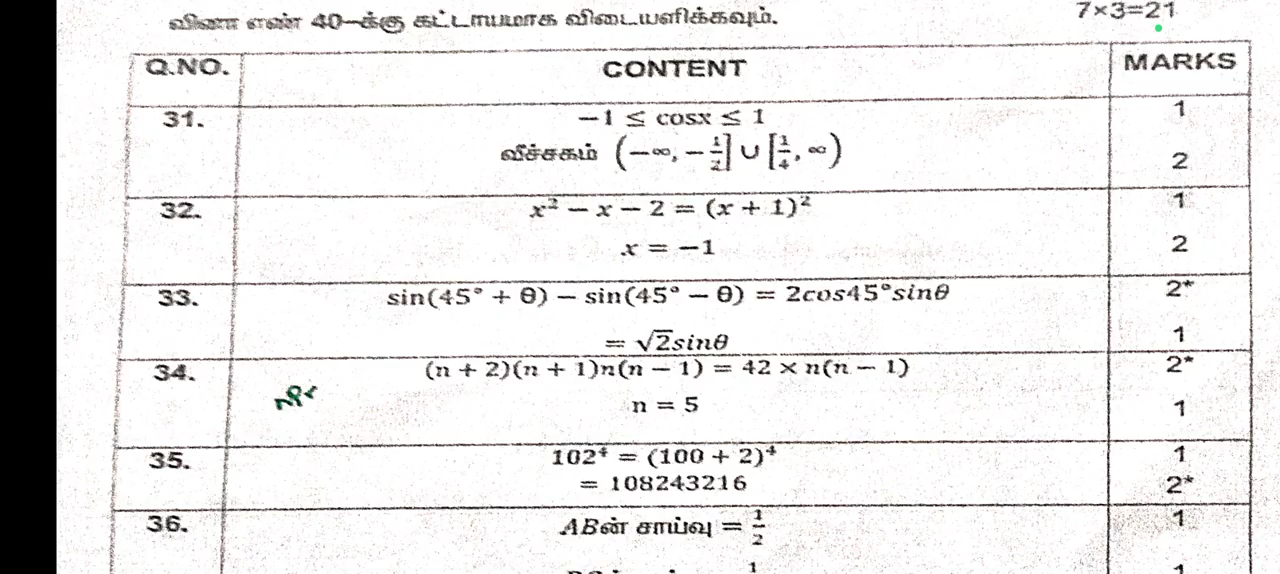 வினா எண் 40-க்கு கட்டாயமாக விடையளிக்கவும்.
7×3=21
Q.NO. CONTENT MARKS
31. −1 ≤ cosx ≤ 1 1
வீச்சகம் (−∞, −1/2] ∪ [1/4, ∞) 2
32. x² − x − 2 = (x + 1)² 1
x = −1 2
33. sin(45° + θ) − sin(45° − θ) = 2cos45°sinθ 2*
= √2sinθ 1
34. (n + 2)(n + 1)n(n − 1) = 42 × n(n − 1) 2*
n = 5 1
35. 102⁴ = (100 + 2)⁴ 1
= 108243216 2*
36. ABன் சாய்வு = 1/2 1